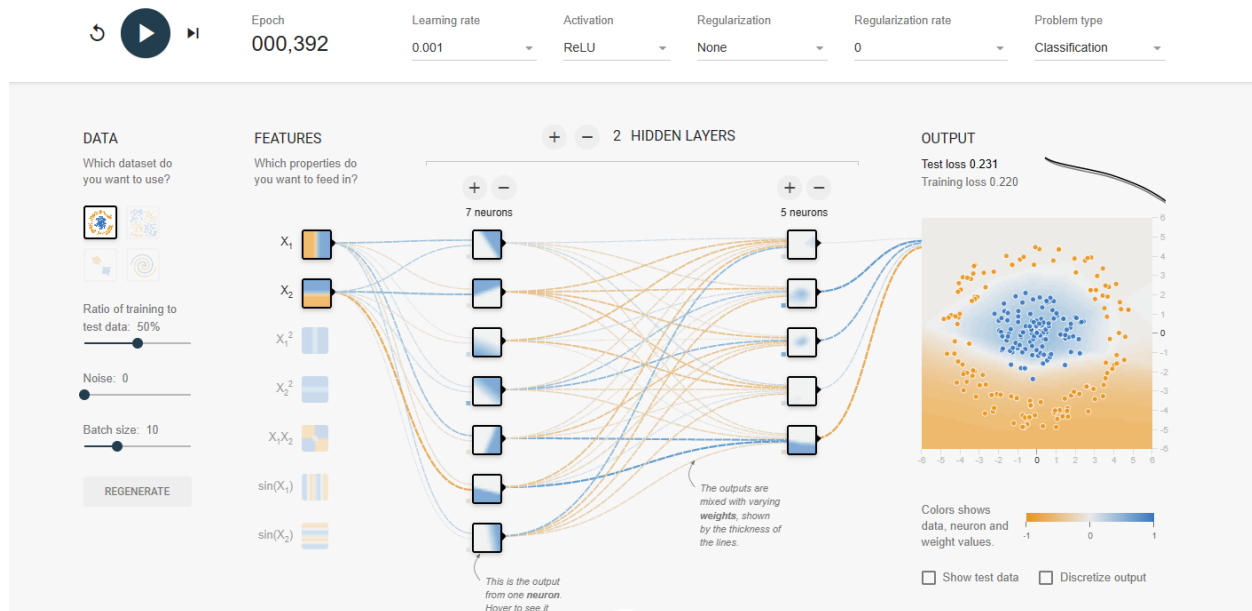 Epoch
000,392
Learning rate
0.001
Activation
ReLU
Regularization
None
Regularization rate
0
Problem type
Classification
DATA
Which dataset do
you want to use?
Ratio of training to
test data: 50%
Noise: 0
Batch size: 10
REGENERATE
FEATURES
Which properties do
you want to feed in?
X₁
X₂
X₁²
X₂²
X₁X₂
sin(X₁)
sin(X₂)
+ − 2 HIDDEN LAYERS
+ −
7 neurons
+ −
5 neurons
This is the output
from one neuron.
Hover to see it
The outputs are
mixed with varying
weights, shown
by the thickness of
the lines.
OUTPUT
Test loss 0.231
Training loss 0.220
6
5
4
3
2
1
0
-1
-2
-3
-4
-5
-6
-6 -5 -4 -3 -2 -1 0 1 2 3 4 5 6
Colors shows
data, neuron and
weight values.
-1 0 1
Show test data
Discretize output